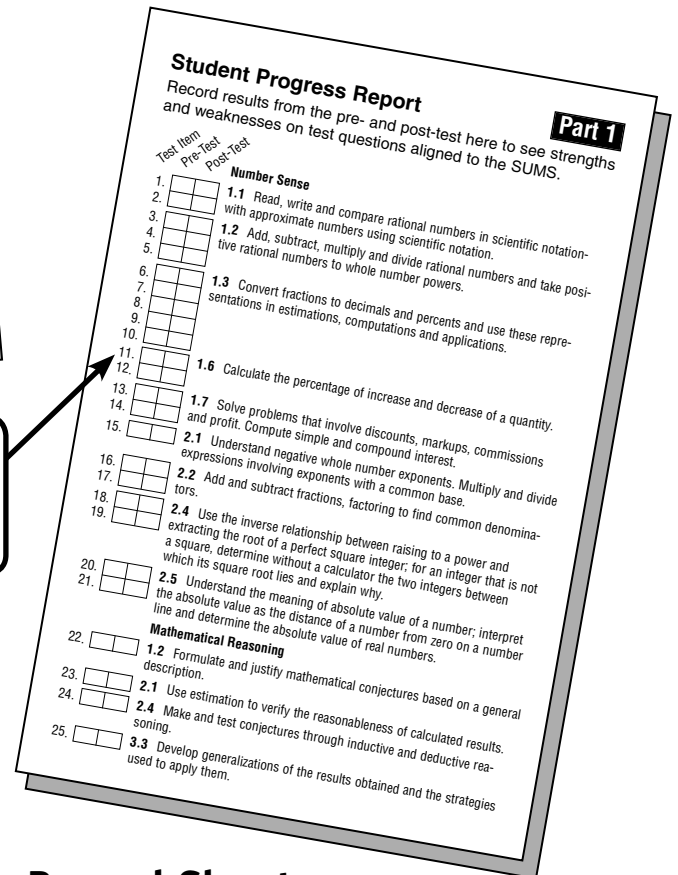 Student Progress Report
Part 1
Record results from the pre- and post-test here to see strengths
and weaknesses on test questions aligned to the SUMS.
Test Item
Pre-Test
Post-Test
Number Sense
1.
2.
1.1 Read, write and compare rational numbers in scientific notation-
with approximate numbers using scientific notation.
3.
4.
5.
1.2 Add, subtract, multiply and divide rational numbers and take posi-
tive rational numbers to whole number powers.
6.
7.
8.
9.
10.
1.3 Convert fractions to decimals and percents and use these repre-
sentations in estimations, computations and applications.
11.
12.
1.6 Calculate the percentage of increase and decrease of a quantity.
13.
14.
1.7 Solve problems that involve discounts, markups, commissions
and profit. Compute simple and compound interest.
15.
2.1 Understand negative whole number exponents. Multiply and divide
expressions involving exponents with a common base.
16.
17.
2.2 Add and subtract fractions, factoring to find common denomina-
tors.
18.
19.
2.4 Use the inverse relationship between raising to a power and
extracting the root of a perfect square integer; for an integer that is not
a square, determine without a calculator the two integers between
which its square root lies and explain why.
20.
21.
2.5 Understand the meaning of absolute value of a number; interpret
the absolute value as the distance of a number from zero on a number
line and determine the absolute value of real numbers.
Mathematical Reasoning
22.
1.2 Formulate and justify mathematical conjectures based on a general
description.
23.
2.1 Use estimation to verify the reasonableness of calculated results.
24.
2.4 Make and test conjectures through inductive and deductive rea-
soning.
25.
3.3 Develop generalizations of the results obtained and the strategies
used to apply them.